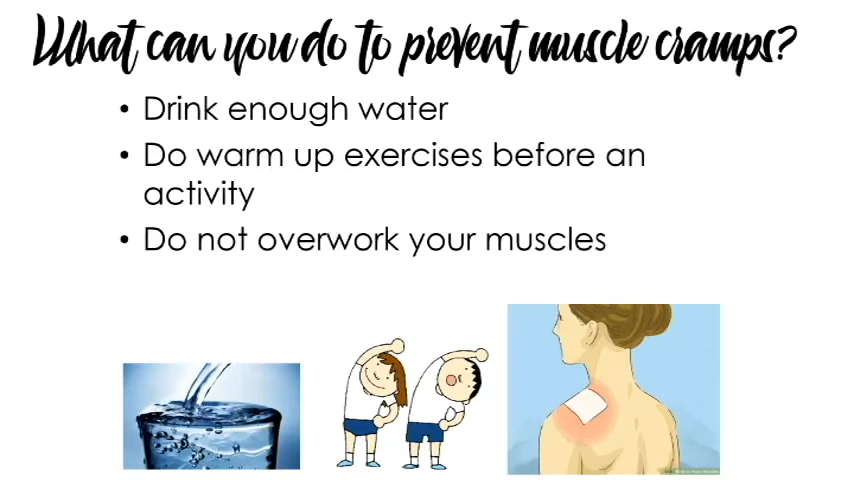 What can you do to prevent muscle cramps?
• Drink enough water
• Do warm up exercises before an
activity
• Do not overwork your muscles